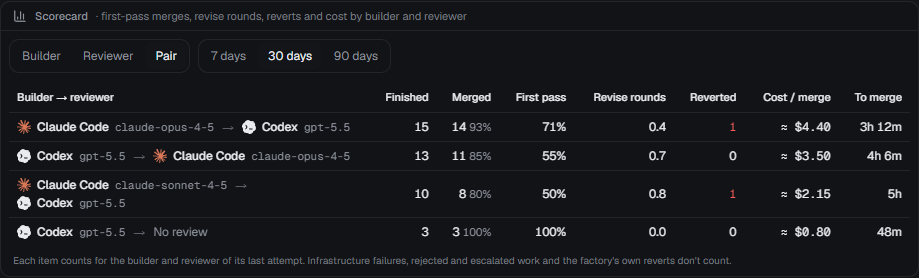 Scorecard · first-pass merges, revise rounds, reverts and cost by builder and reviewer
Builder Reviewer Pair 7 days 30 days 90 days
Builder → reviewer Finished Merged First pass Revise rounds Reverted Cost / merge To merge
Claude Code claude-opus-4-5 → Codex gpt-5.5 15 14 93% 71% 0.4 1 ≈ $4.40 3h 12m
Codex gpt-5.5 → Claude Code claude-opus-4-5 13 11 85% 55% 0.7 0 ≈ $3.50 4h 6m
Claude Code claude-sonnet-4-5 →
Codex gpt-5.5 10 8 80% 50% 0.8 1 ≈ $2.15 5h
Codex gpt-5.5 → No review 3 3 100% 100% 0.0 0 ≈ $0.80 48m
Each item counts for the builder and reviewer of its last attempt. Infrastructure failures, rejected and escalated work and the factory's own reverts don't count.